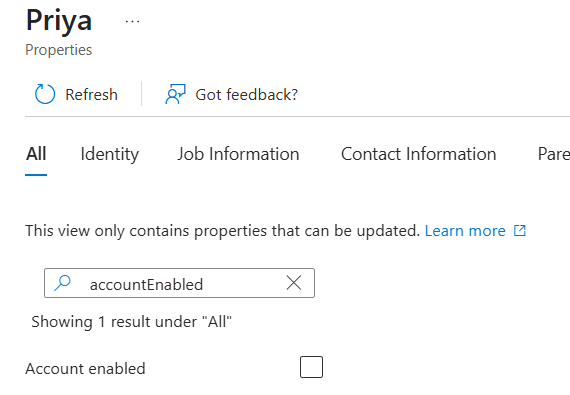 Priya ...
Properties
Refresh Got feedback?
All Identity Job Information Contact Information Pare
This view only contains properties that can be updated. Learn more
accountEnabled
Showing 1 result under "All"
Account enabled